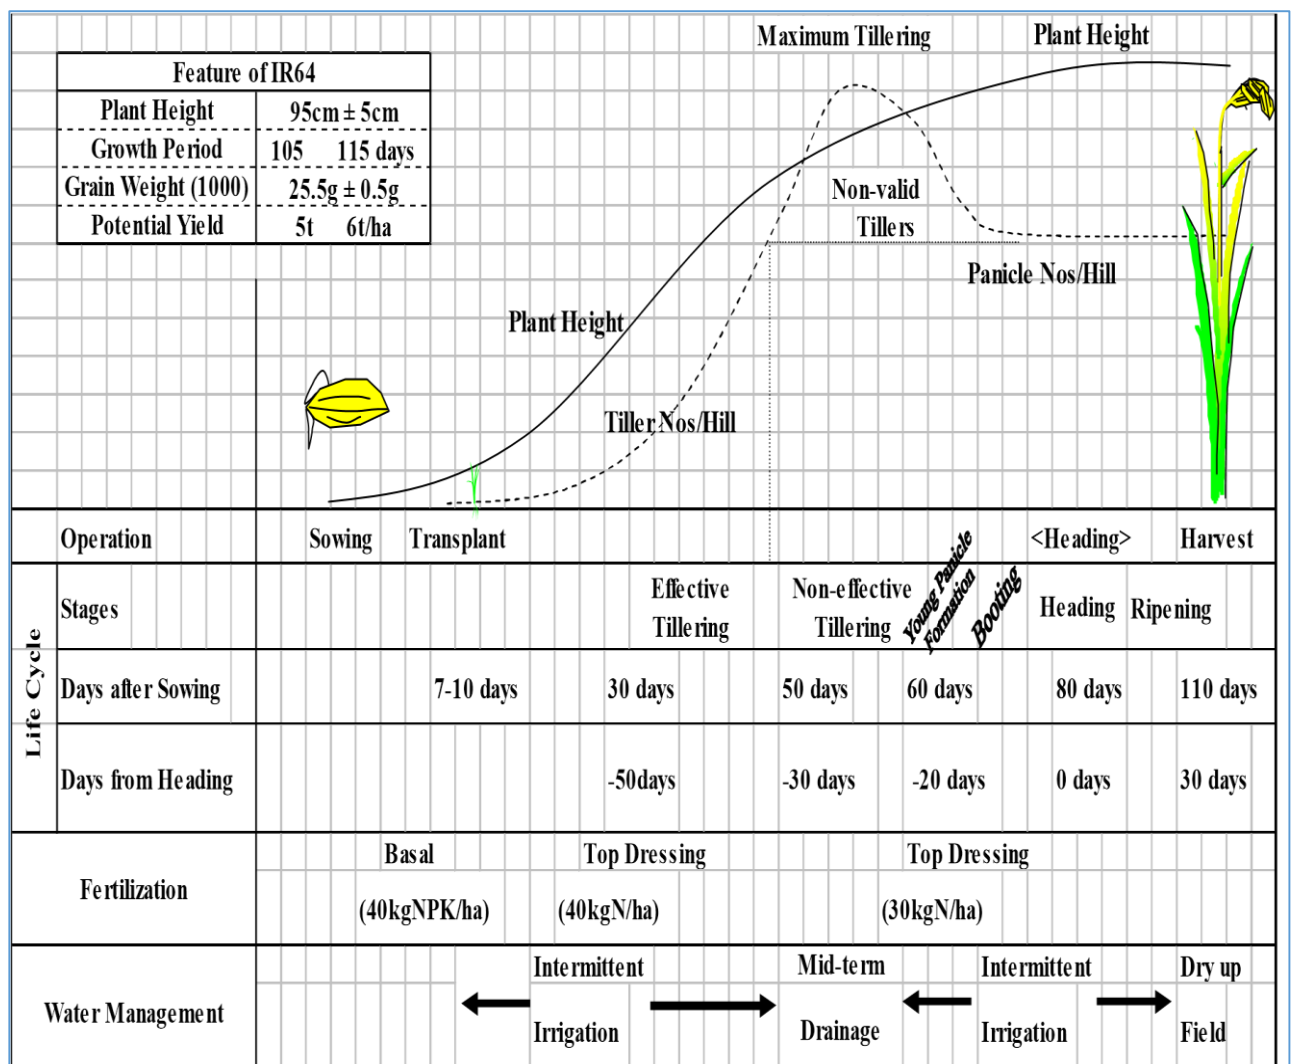 Maximum Tillering
Plant Height
Feature of IR64
Plant Height 95cm ± 5cm
Growth Period 105 115 days
Grain Weight (1000) 25.5g ± 0.5g
Potential Yield 5t 6t/ha
Non-valid
Tillers
Panicle Nos/Hill
Plant Height
Tiller Nos/Hill
Operation Sowing Transplant <Heading> Harvest
Life Cycle
Stages
Effective
Tillering
Non-effective
Tillering
Young Panicle
Formation
Booting
Heading Ripening
Days after Sowing 7-10 days 30 days 50 days 60 days 80 days 110 days
Days from Heading -50days -30 days -20 days 0 days 30 days
Fertilization
Basal Top Dressing Top Dressing
(40kgNPK/ha) (40kgN/ha) (30kgN/ha)
Water Management
Intermittent Mid-term Intermittent Dry up
Irrigation Drainage Irrigation Field